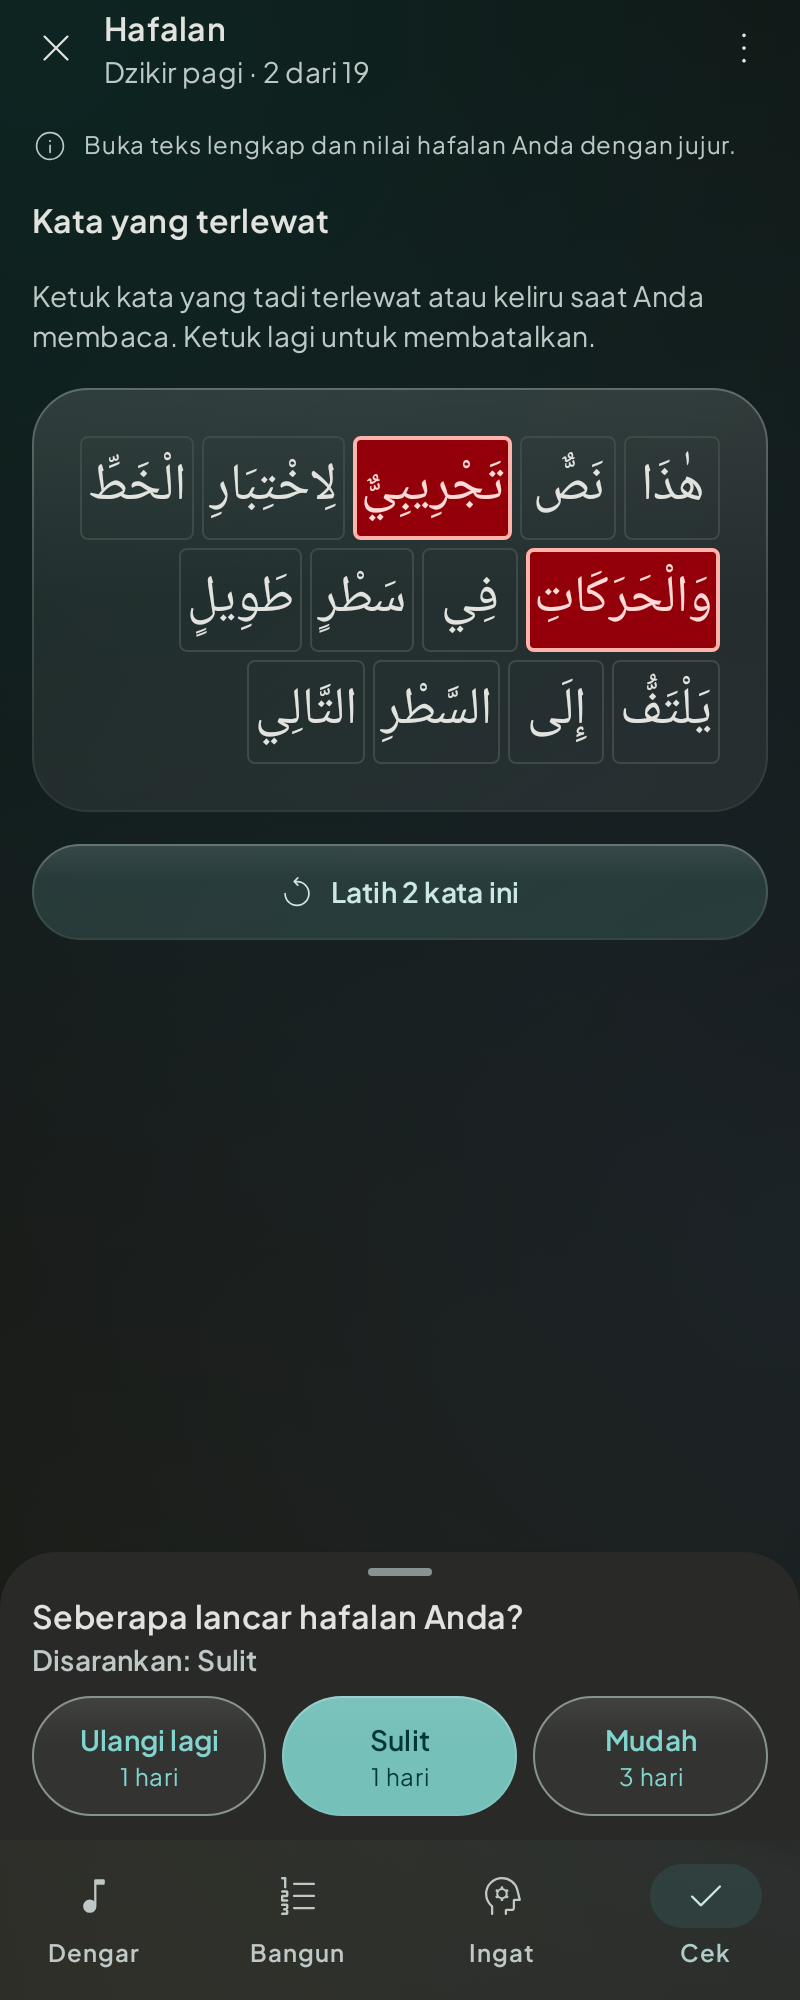 Hafalan
Dzikir pagi · 2 dari 19
Buka teks lengkap dan nilai hafalan Anda dengan jujur.
Kata yang terlewat
Ketuk kata yang tadi terlewat atau keliru saat Anda
membaca. Ketuk lagi untuk membatalkan.
هٰذَا نَصٌّ تَجْرِيبِيٌّ لِاخْتِبَارِ الْخَطِّ
وَالْحَرَكَاتِ فِي سَطْرٍ طَوِيلٍ
يَلْتَفُّ إِلَى السَّطْرِ التَّالِي
Latih 2 kata ini
Seberapa lancar hafalan Anda?
Disarankan: Sulit
Ulangi lagi Sulit Mudah
1 hari 1 hari 3 hari
Dengar Bangun Ingat Cek